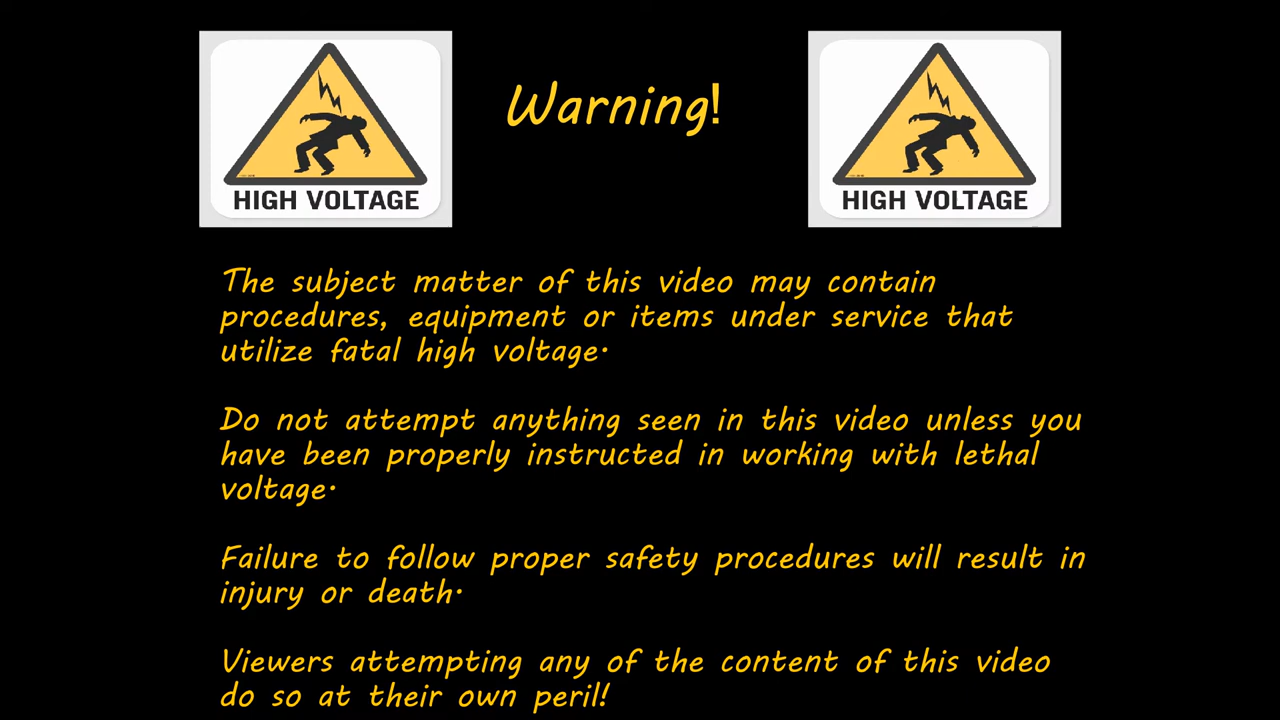 Warning!
HIGH VOLTAGE
HIGH VOLTAGE
The subject matter of this video may contain
procedures, equipment or items under service that
utilize fatal high voltage.
Do not attempt anything seen in this video unless you
have been properly instructed in working with lethal
voltage.
Failure to follow proper safety procedures will result in
injury or death.
Viewers attempting any of the content of this video
do so at their own peril!